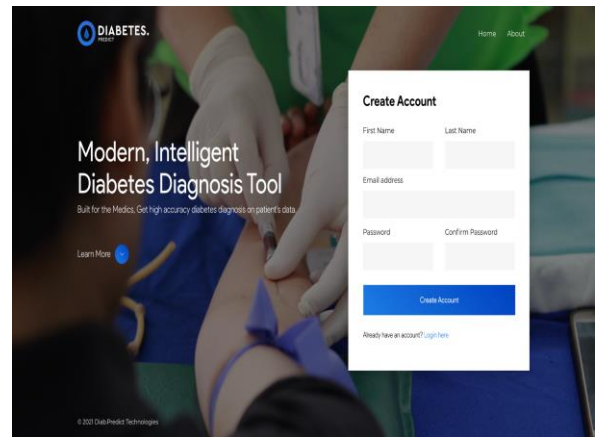 DIABETES.
PREDICT
Home About
Create Account
First Name Last Name
Email address
Password Confirm Password
Create Account
Already have an account? Login here
Modern, Intelligent
Diabetes Diagnosis Tool
Built for the Medics, Get high accuracy diabetes diagnosis on patient's data.
Learn More
© 2021 Diab.Predict Technologies